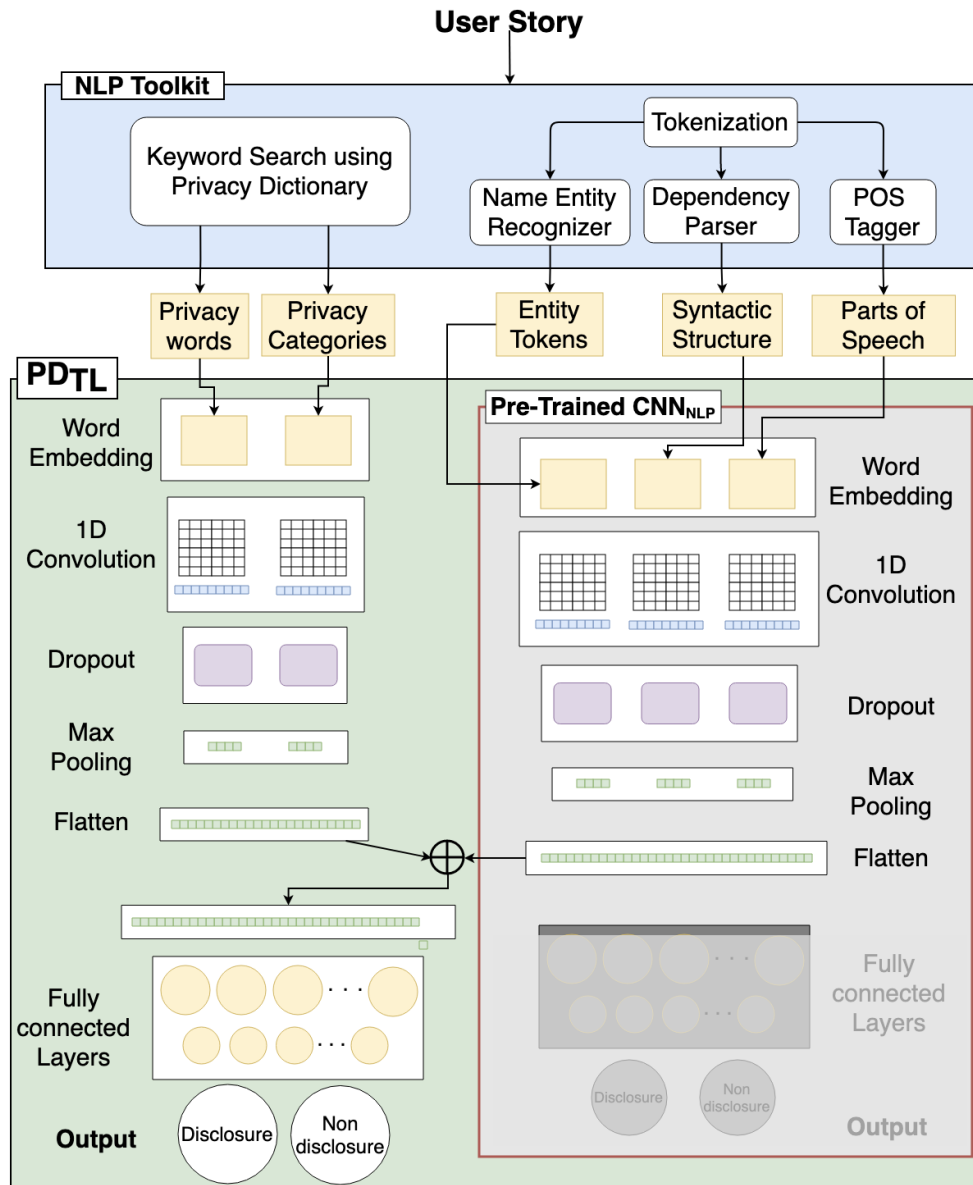 User Story
NLP Toolkit
Keyword Search using
Privacy Dictionary
Tokenization
Name Entity
Recognizer
Dependency
Parser
POS
Tagger
Privacy
words
Privacy
Categories
Entity
Tokens
Syntactic
Structure
Parts of
Speech
PDTL
Word
Embedding
1D
Convolution
Dropout
Max
Pooling
Flatten
Fully
connected
Layers
Output
Disclosure
Non
disclosure
Pre-Trained CNNNLP
Word
Embedding
1D
Convolution
Dropout
Max
Pooling
Flatten
Fully
connected
Layers
Disclosure
Non
disclosure
Output